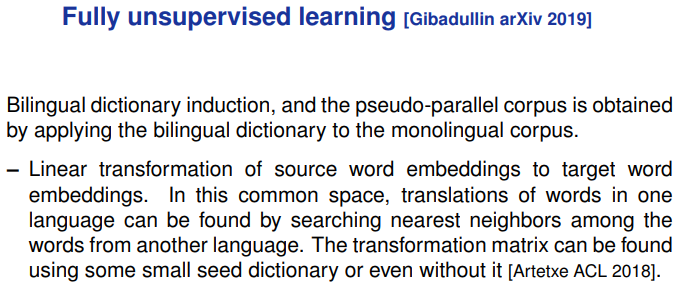 Fully unsupervised learning [Gibadullin arXiv 2019]
Bilingual dictionary induction, and the pseudo-parallel corpus is obtained
by applying the bilingual dictionary to the monolingual corpus.
– Linear transformation of source word embeddings to target word
embeddings. In this common space, translations of words in one
language can be found by searching nearest neighbors among the
words from another language. The transformation matrix can be found
using some small seed dictionary or even without it [Artetxe ACL 2018].